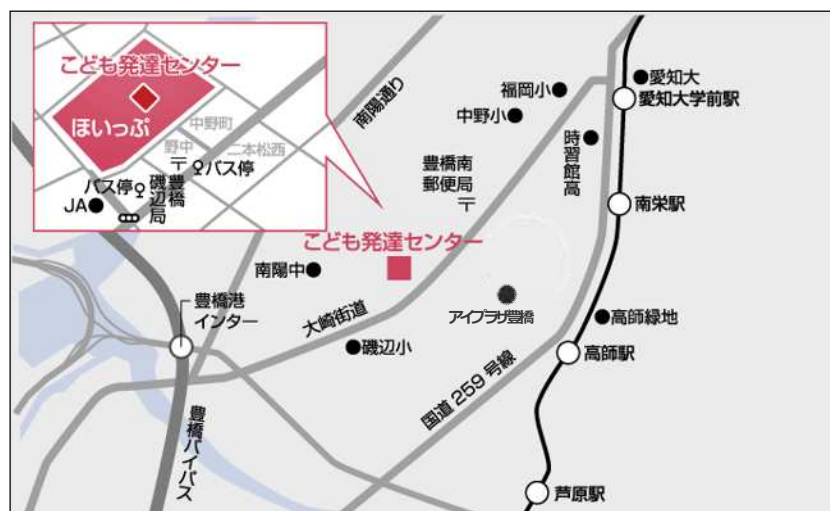 こども発達センター
ほいっぷ
中野町
野中
二本松西
〒
バス停
バス停
豊橋
磯辺局
JA
南陽通り
福岡小
中野小
愛知大
愛知大学前駅
時習館高
豊橋南
郵便局
〒
南栄駅
こども発達センター
南陽中
大崎街道
アイプラザ豊橋
豊橋港
インター
磯辺小
高師緑地
高師駅
国道259号線
豊橋バイパス
芦原駅